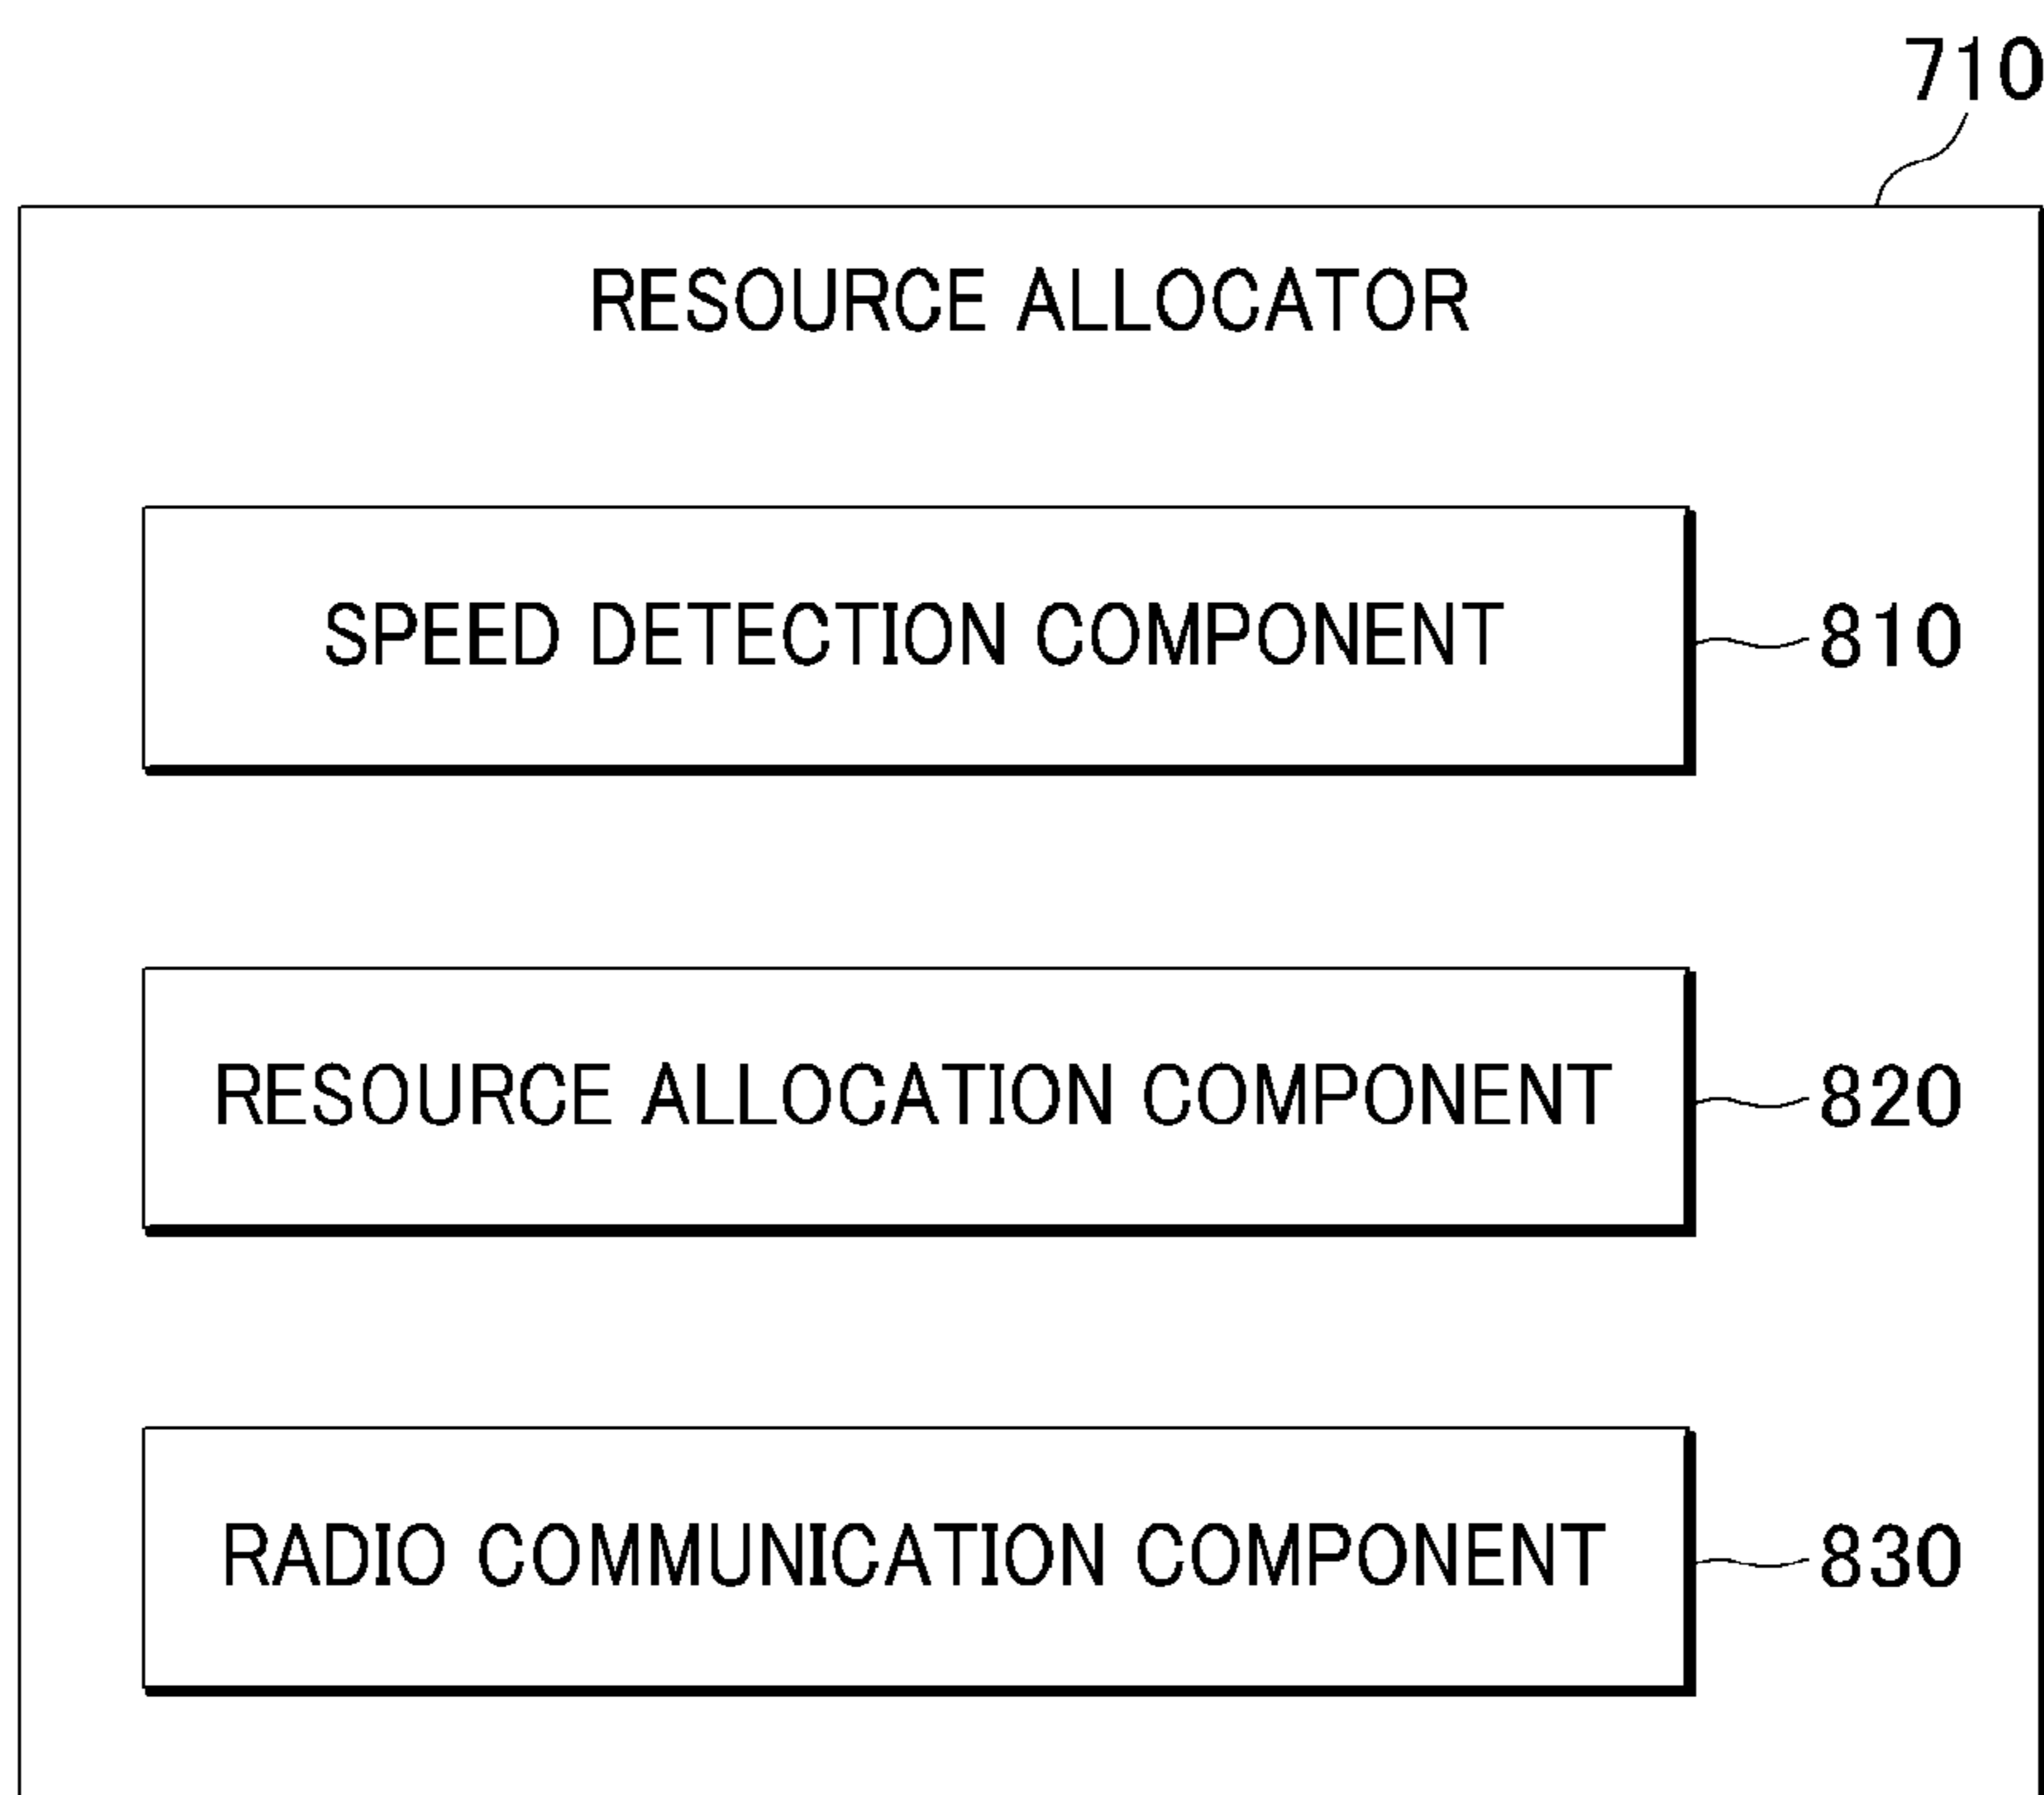 710
RESOURCE ALLOCATOR
SPEED DETECTION COMPONENT 810
RESOURCE ALLOCATION COMPONENT 820
RADIO COMMUNICATION COMPONENT 830